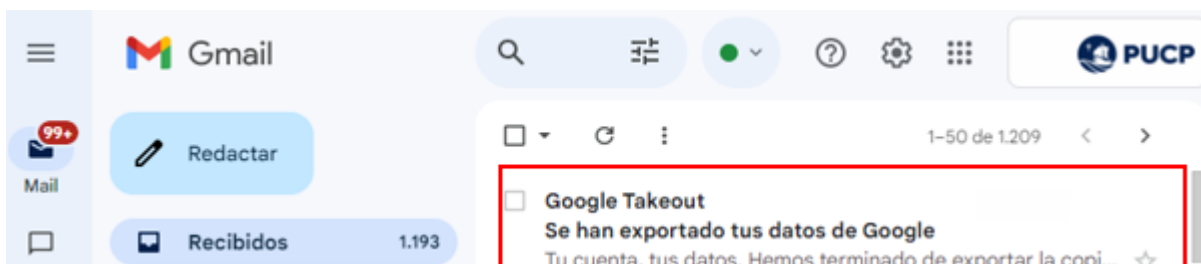 Gmail
PUCP
99+
Mail
Redactar
1-50 de 1.209
Recibidos 1.193
Google Takeout
Se han exportado tus datos de Google
Tu cuenta, tus datos. Hemos terminado de exportar la copi...